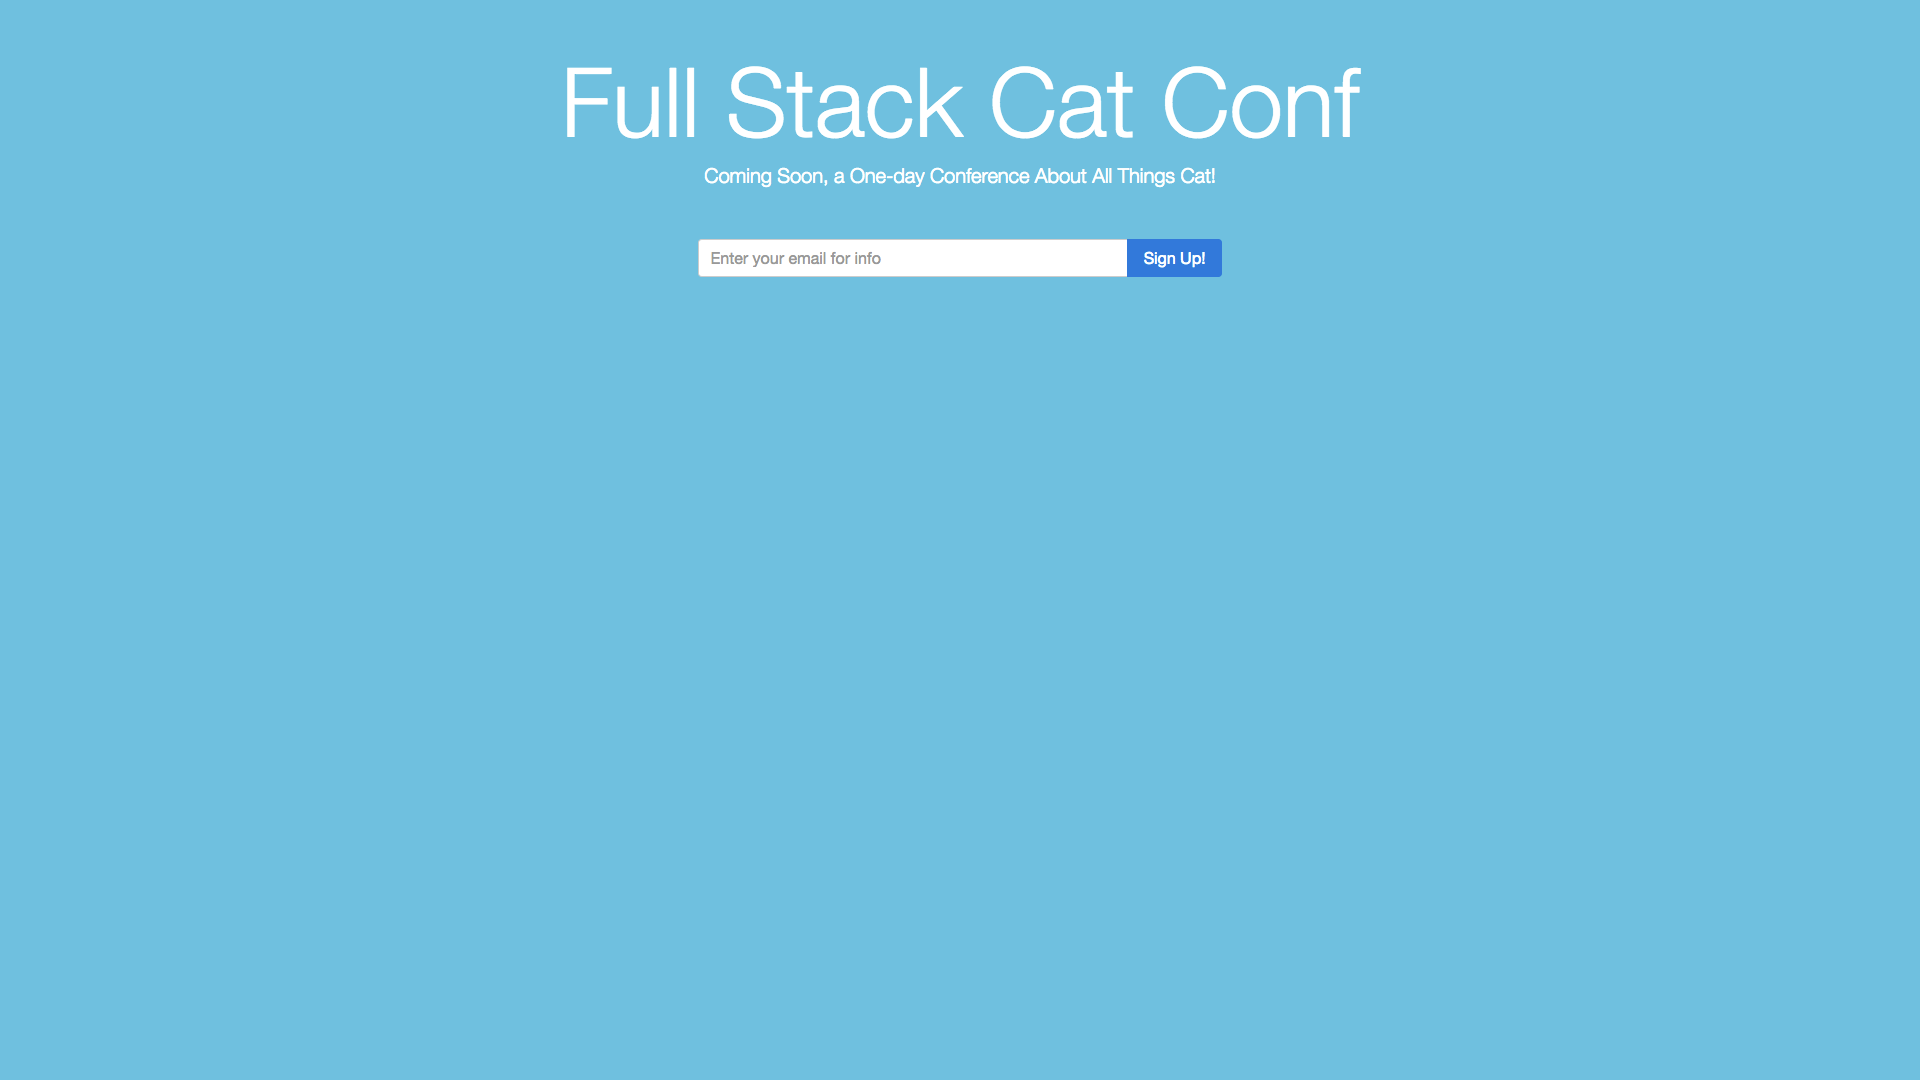 Full Stack Cat Conf
Coming Soon, a One-day Conference About All Things Cat!
Enter your email for info
Sign Up!